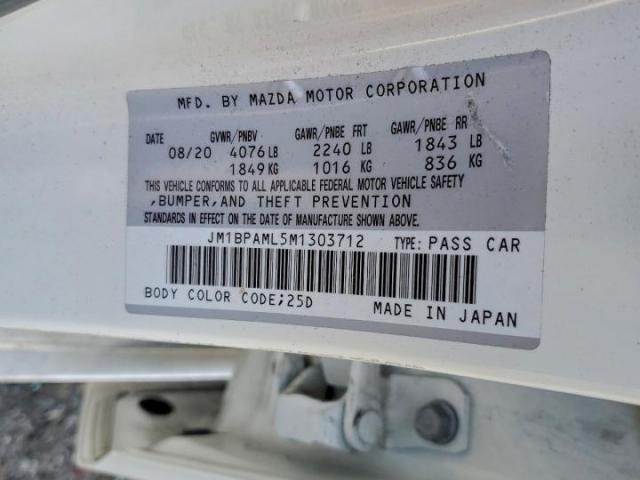 MFD. BY MAZDA MOTOR CORPORATION
DATE GVWR/PNBV GAWR/PNBE FRT GAWR/PNBE RR
08/20 4076 LB 2240 LB 1843 LB
1849 KG 1016 KG 836 KG
THIS VEHICLE CONFORMS TO ALL APPLICABLE FEDERAL MOTOR VEHICLE SAFETY
,BUMPER,AND THEFT PREVENTION
STANDARDS IN EFFECT ON THE DATE OF MANUFACTURE SHOWN ABOVE.
JM1BPAML5M1303712 TYPE: PASS CAR
BODY COLOR CODE;25D MADE IN JAPAN